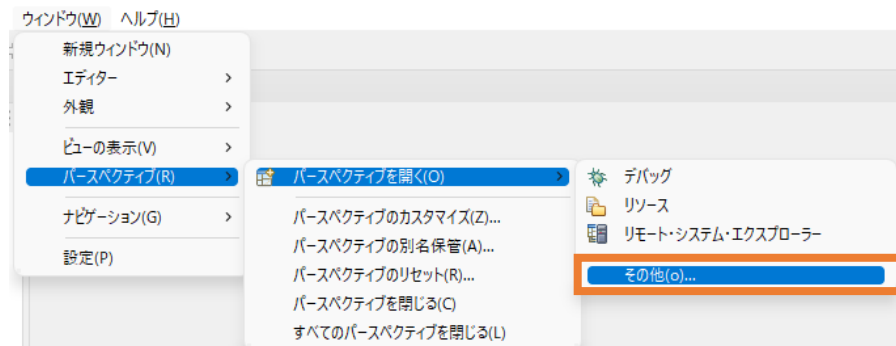 ウィンドウ(W) ヘルプ(H)
新規ウィンドウ(N)
エディター
外観
ビューの表示(V)
パースペクティブ(R)
ナビゲーション(G)
設定(P)
パースペクティブを開く(O)
パースペクティブのカスタマイズ(Z)...
パースペクティブの別名保管(A)...
パースペクティブのリセット(R)...
パースペクティブを閉じる(C)
すべてのパースペクティブを閉じる(L)
デバッグ
リソース
リモート・システム・エクスプローラー
その他(o)...